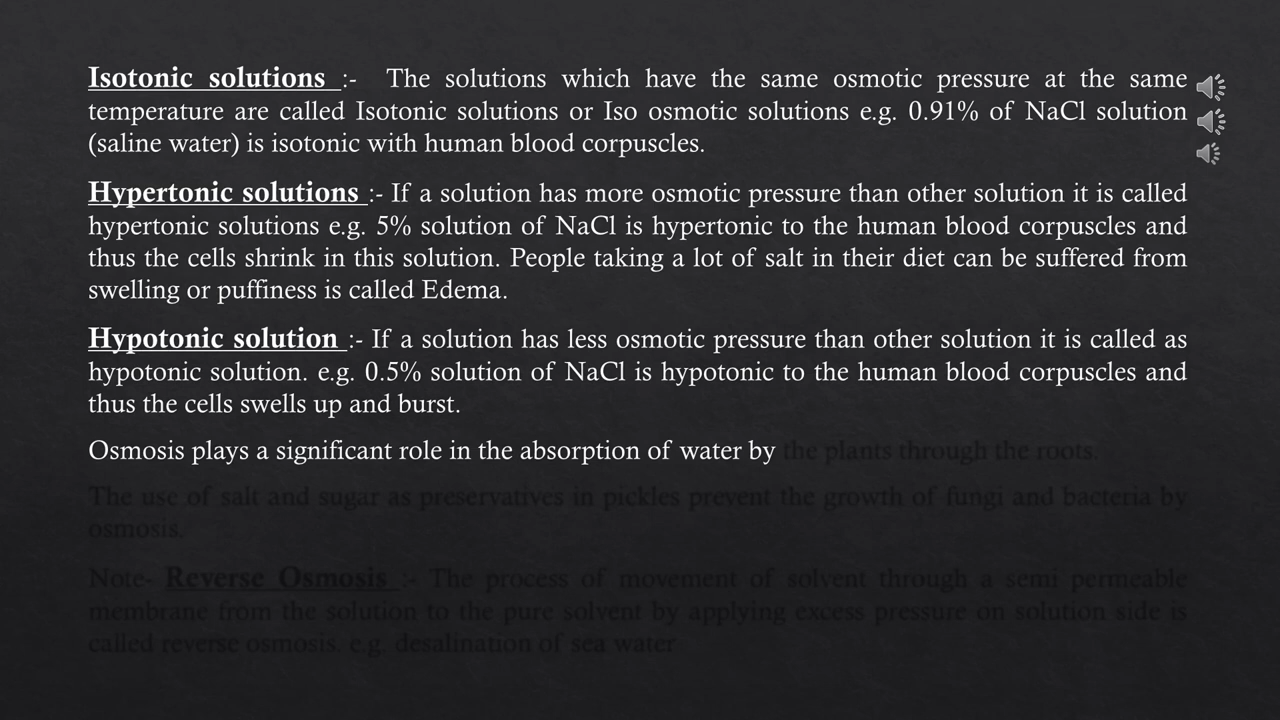 Isotonic solutions :- The solutions which have the same osmotic pressure at the same
temperature are called Isotonic solutions or Iso osmotic solutions e.g. 0.91% of NaCl solution
(saline water) is isotonic with human blood corpuscles.
Hypertonic solutions :- If a solution has more osmotic pressure than other solution it is called
hypertonic solutions e.g. 5% solution of NaCl is hypertonic to the human blood corpuscles and
thus the cells shrink in this solution. People taking a lot of salt in their diet can be suffered from
swelling or puffiness is called Edema.
Hypotonic solution :- If a solution has less osmotic pressure than other solution it is called as
hypotonic solution. e.g. 0.5% solution of NaCl is hypotonic to the human blood corpuscles and
thus the cells swells up and burst.
Osmosis plays a significant role in the absorption of water by the plants through the roots.
The use of salt and sugar as preservatives in pickles prevent the growth of fungi and bacteria by
osmosis.
Note- Reverse Osmosis :- The process of movement of solvent through a semi permeable
membrane from the solution to the pure solvent by applying excess pressure on solution side is
called reverse osmosis. e.g. desalination of sea water